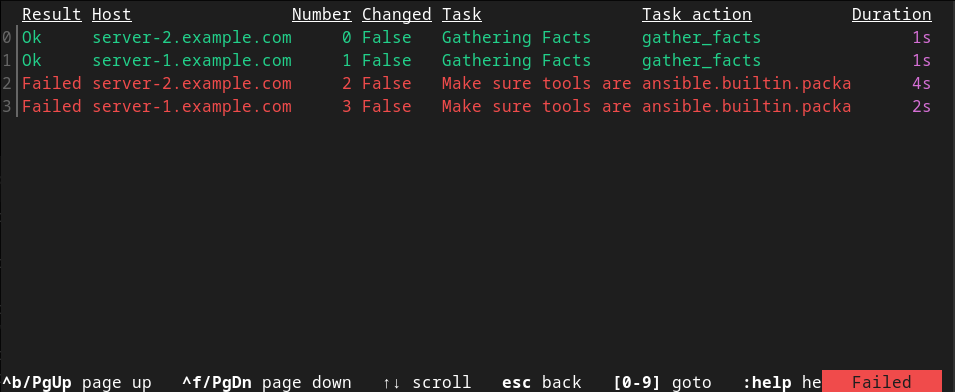 Result Host Number Changed Task Task action Duration
0 Ok server-2.example.com 0 False Gathering Facts gather_facts 1s
1 Ok server-1.example.com 1 False Gathering Facts gather_facts 1s
2 Failed server-2.example.com 2 False Make sure tools are ansible.builtin.packa 4s
3 Failed server-1.example.com 3 False Make sure tools are ansible.builtin.packa 2s
^b/PgUp page up ^f/PgDn page down ↑↓ scroll esc back [0-9] goto :help he Failed